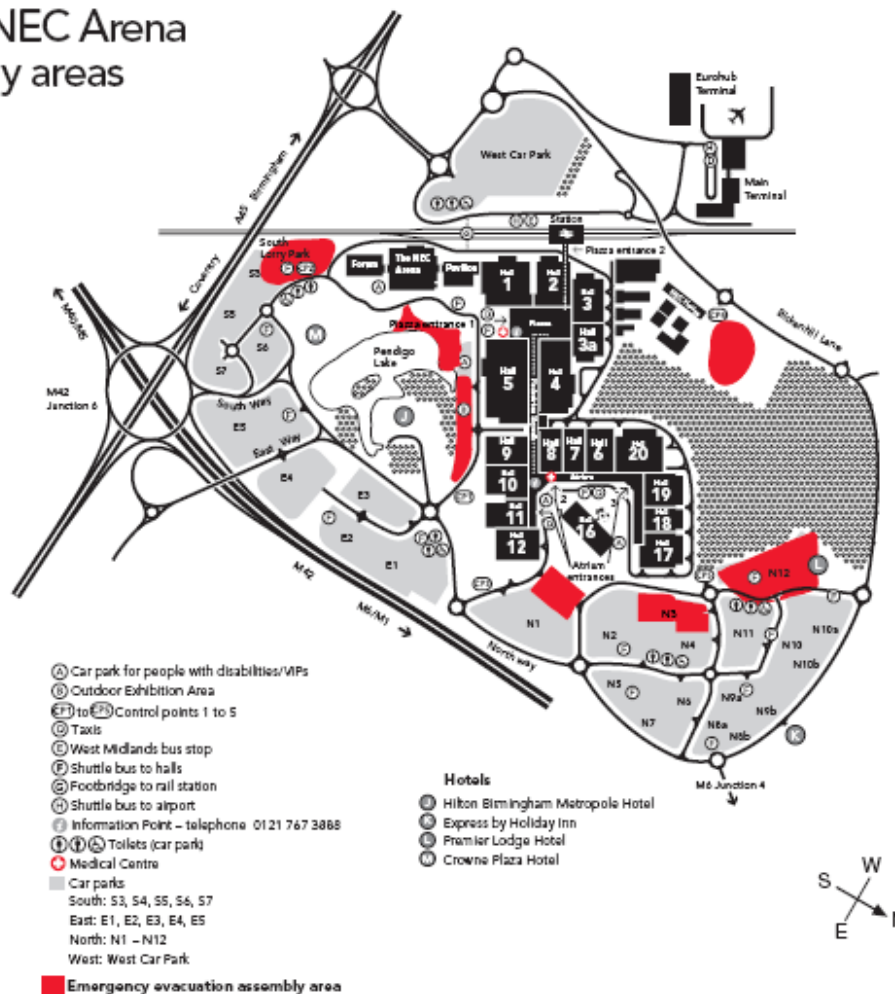 NEC Arena
y areas
Eurohub
Terminal
West Car Park
Main
Terminal
A45 Birmingham
Station
South
Lorry Park
Piazza entrance 2
S3
Coventry
Forum
The NEC
Arena
Pavilion
Hall
1
Hall
2
Hall
3
Hall
3a
Piazza
Bickenhill Lane
M40/M5
S5
S6
S7
M
Piazza entrance 1
Pendigo
Lake
Hall
5
Hall
4
M42
Junction 6
South Way
E5
East Way
J
E4
E3
E2
E1
Hall
9
Hall
10
Hall
11
Hall
12
Hall
8
Hall
7
Hall
6
Hall
20
Atrium
Hall
19
Hall
18
Hall
17
Hall
16
2
Atrium
entrances
M42
M6/M1
North way
N1
N2
N3
N4
N5
N6
N7
N8a
N8b
N9a
N9b
N10
N10a
N10b
N11
N12
L
K
M6 Junction 4
A Car park for people with disabilities/VIPs
B Outdoor Exhibition Area
CP1 to CP5 Control points 1 to 5
D Taxis
E West Midlands bus stop
F Shuttle bus to halls
G Footbridge to rail station
H Shuttle bus to airport
i Information Point – telephone 0121 767 3888
Toilets (car park)
Medical Centre
Car parks
South: S3, S4, S5, S6, S7
East: E1, E2, E3, E4, E5
North: N1 – N12
West: West Car Park
Emergency evacuation assembly area
Hotels
J Hilton Birmingham Metropole Hotel
K Express by Holiday Inn
L Premier Lodge Hotel
M Crowne Plaza Hotel
S
W
E
N